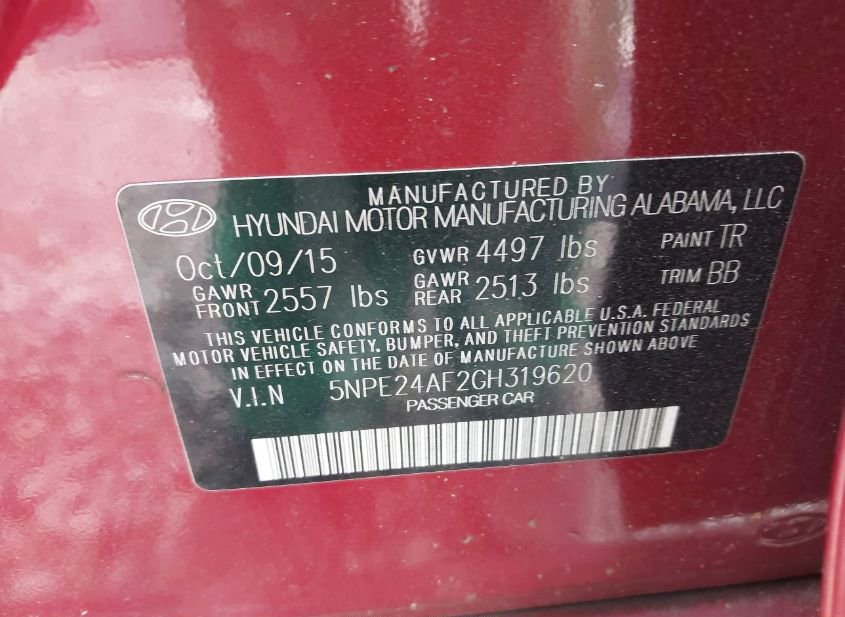 MANUFACTURED BY
HYUNDAI MOTOR MANUFACTURING ALABAMA, LLC
Oct/09/15 GVWR 4497 lbs PAINT TR
GAWR FRONT 2557 lbs GAWR REAR 2513 lbs TRIM BB
THIS VEHICLE CONFORMS TO ALL APPLICABLE U.S.A. FEDERAL
MOTOR VEHICLE SAFETY, BUMPER, AND THEFT PREVENTION STANDARDS
IN EFFECT ON THE DATE OF MANUFACTURE SHOWN ABOVE
V.I.N 5NPE24AF2GH319620
PASSENGER CAR